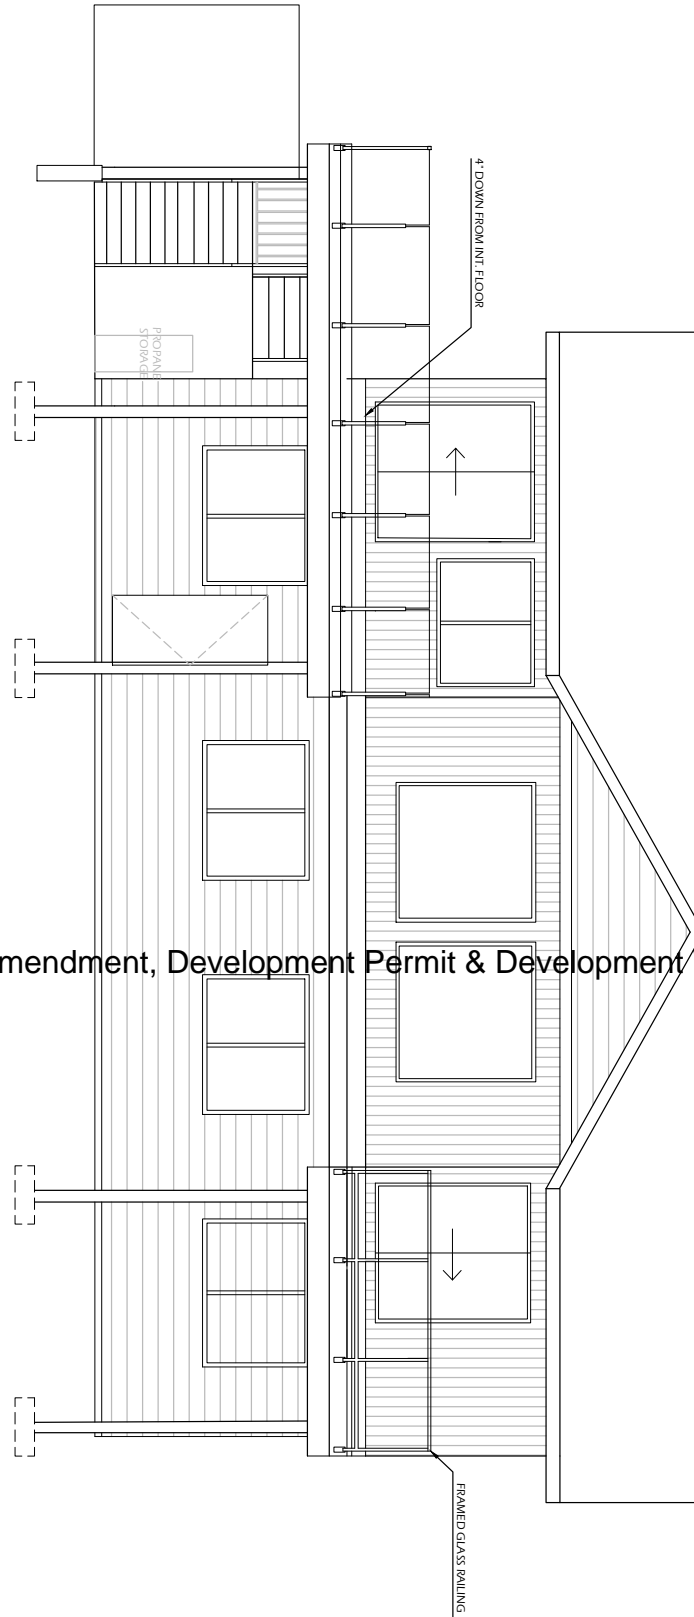 4" DOWN FROM INT. FLOOR
PROPANE
STORAGE
mendment, Development Permit & Development
FRAMED GLASS RAILING